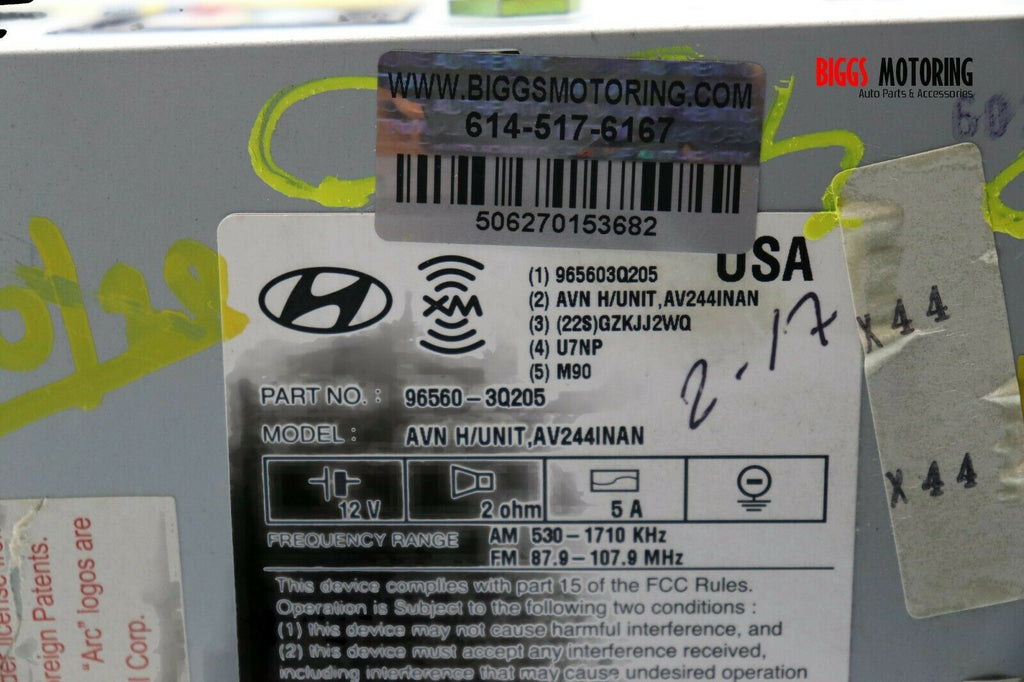 BIGGS MOTORING
Auto Parts & Accessories
WWW.BIGGSMOTORING.COM
614-517-6167
506270153682
60
USA
XM
(1) 965603Q205
(2) AVN H/UNIT,AV244INAN
(3) (22S)GZKJJ2WQ
(4) U7NP
(5) M90
2-17
X44
X44
PART NO. : 96560-3Q205
MODEL : AVN H/UNIT,AV244INAN
12 V 2 ohm 5 A
FREQUENCY RANGE AM 530-1710 KHz
FM 87.9-107.9 MHz
This device complies with part 15 of the FCC Rules.
Operation is Subject to the following two conditions :
(1) this device may not cause harmful interference, and
(2) this device must accept any interference received,
including interference that may cause undesired operation
reign Patents.
"Arc" logos are
l Corp.